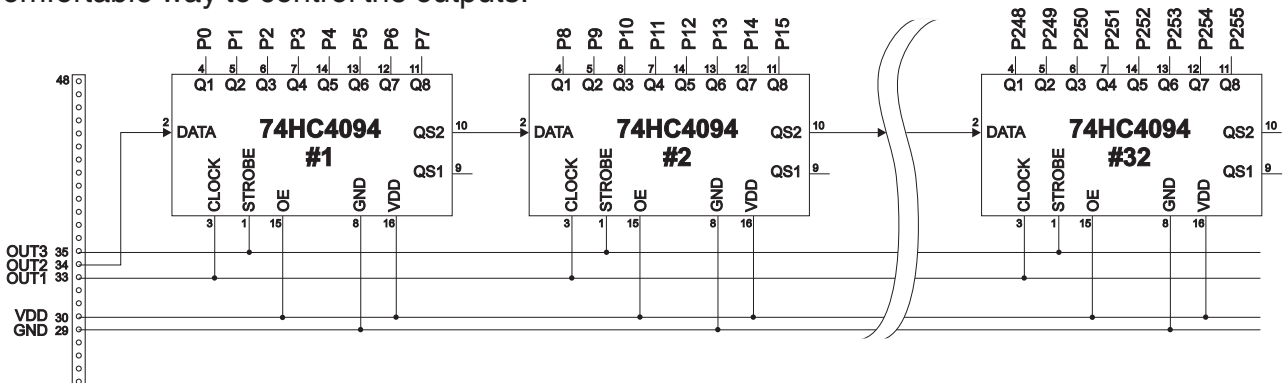 comfortable way to control the outputs.
P0 P1 P2 P3 P4 P5 P6 P7 P8 P9 P10 P11 P12 P13 P14 P15 P248 P249 P250 P251 P252 P253 P254 P255
4 5 6 7 14 13 12 11 4 5 6 7 14 13 12 11 4 5 6 7 14 13 12 11
48 Q1 Q2 Q3 Q4 Q5 Q6 Q7 Q8 Q1 Q2 Q3 Q4 Q5 Q6 Q7 Q8 Q1 Q2 Q3 Q4 Q5 Q6 Q7 Q8
2 DATA 74HC4094 QS2 10 2 DATA 74HC4094 QS2 10 2 DATA 74HC4094 QS2 10
#1 #2 #32
QS1 9 QS1 9 QS1 9
CLOCK STROBE OE GND VDD CLOCK STROBE OE GND VDD CLOCK STROBE OE GND VDD
3 1 15 8 16 3 1 15 8 16 3 1 15 8 16
OUT3 35
OUT2 34
OUT1 33
VDD 30
GND 29